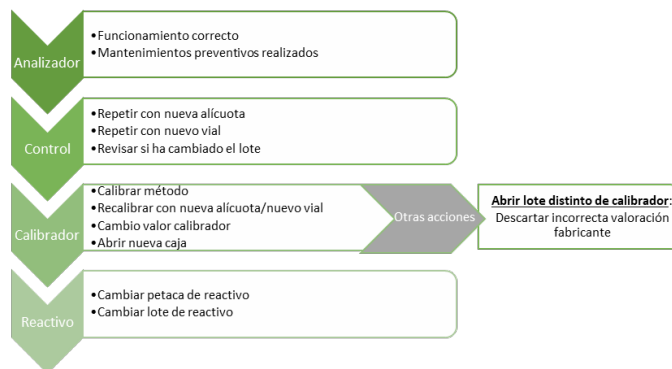 Analizador
•Funcionamiento correcto
•Mantenimientos preventivos realizados
Control
•Repetir con nueva alícuota
•Repetir con nuevo vial
•Revisar si ha cambiado el lote
Calibrador
•Calibrar método
•Recalibrar con nueva alícuota/nuevo vial
•Cambio valor calibrador
•Abrir nueva caja
Otras acciones
Abrir lote distinto de calibrador:
Descartar incorrecta valoración
fabricante
Reactivo
•Cambiar petaca de reactivo
•Cambiar lote de reactivo